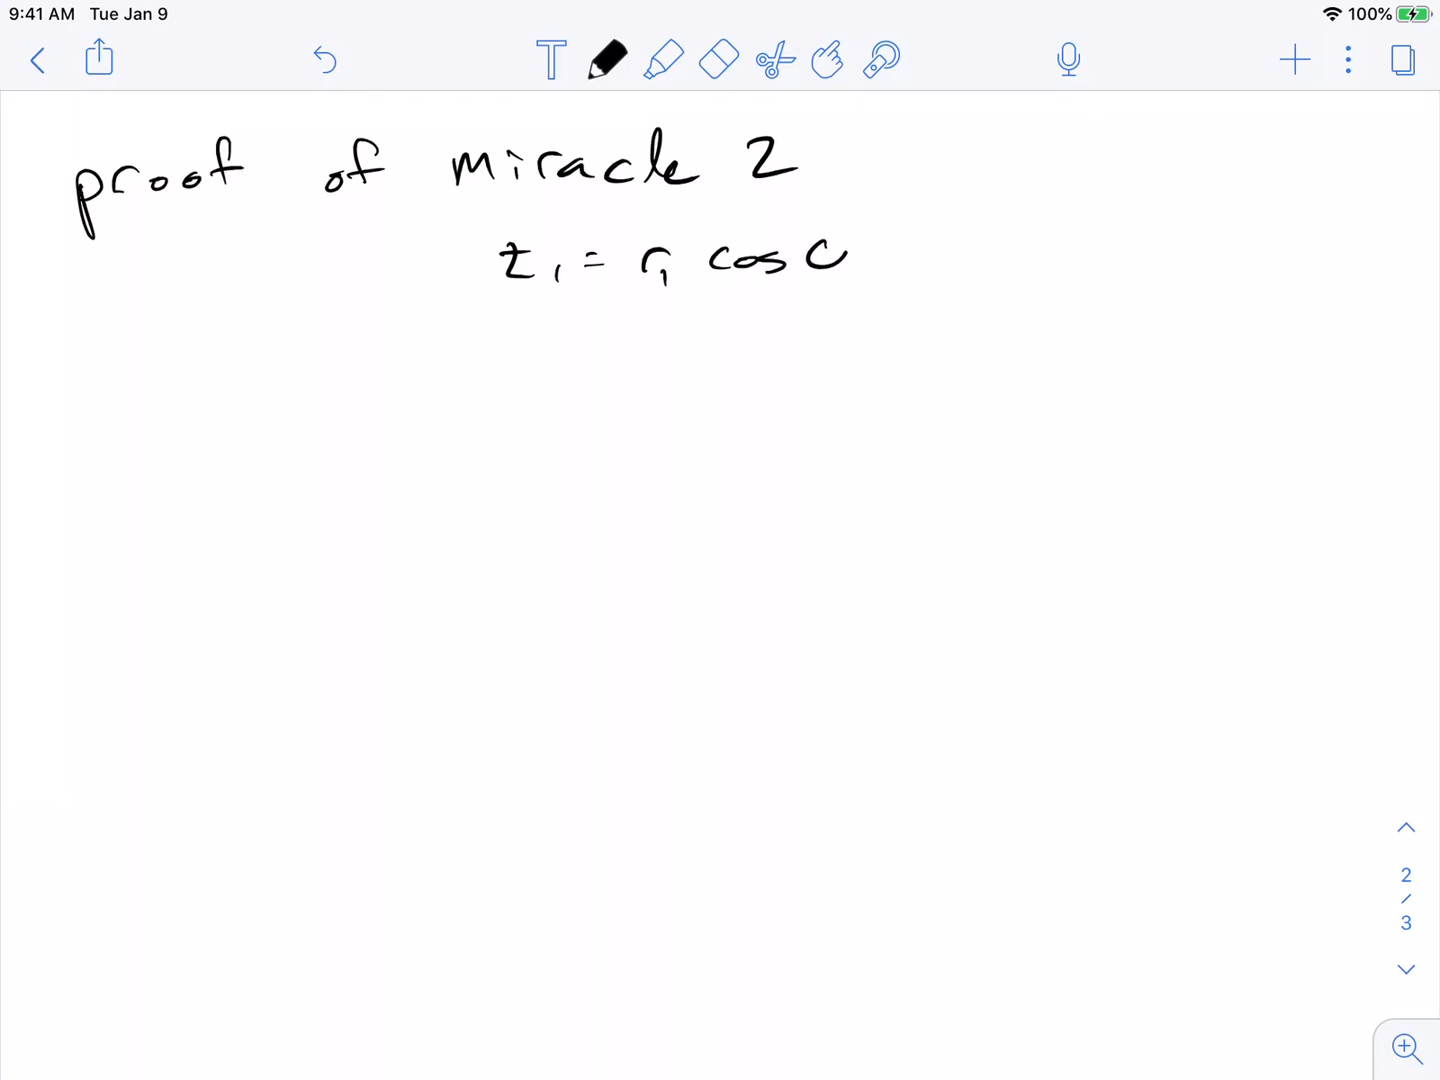 9:41 AM Tue Jan 9
100%
T
proof of miracle 2
z₁ = r₁ cos C
2
/
3